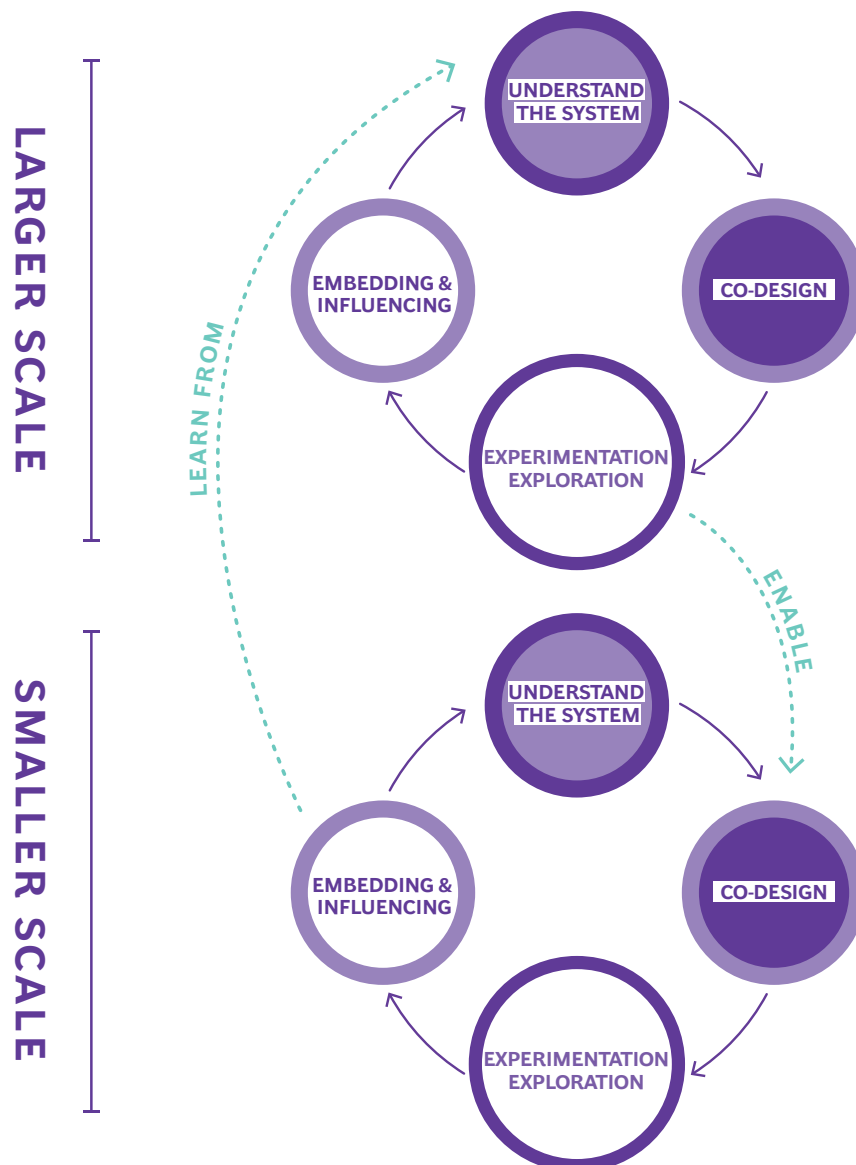 LARGER SCALE
UNDERSTAND
THE SYSTEM
EMBEDDING &
INFLUENCING
CO-DESIGN
LEARN FROM
EXPERIMENTATION
EXPLORATION
ENABLE
SMALLER SCALE
UNDERSTAND
THE SYSTEM
EMBEDDING &
INFLUENCING
CO-DESIGN
EXPERIMENTATION
EXPLORATION